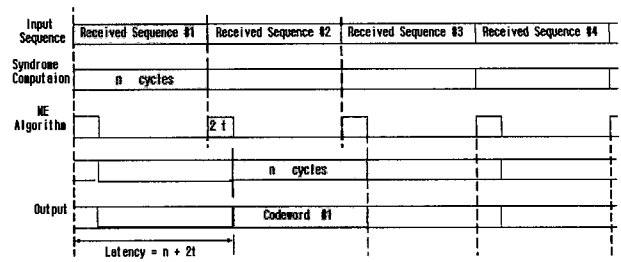 Input
Sequence
Received Sequence #1
Received Sequence #2
Received Sequence #3
Received Sequence #4
Syndrome
Computaion
n cycles
ME
Algorithm
2 t
n cycles
Output
Codeword #1
Latency = n + 2t